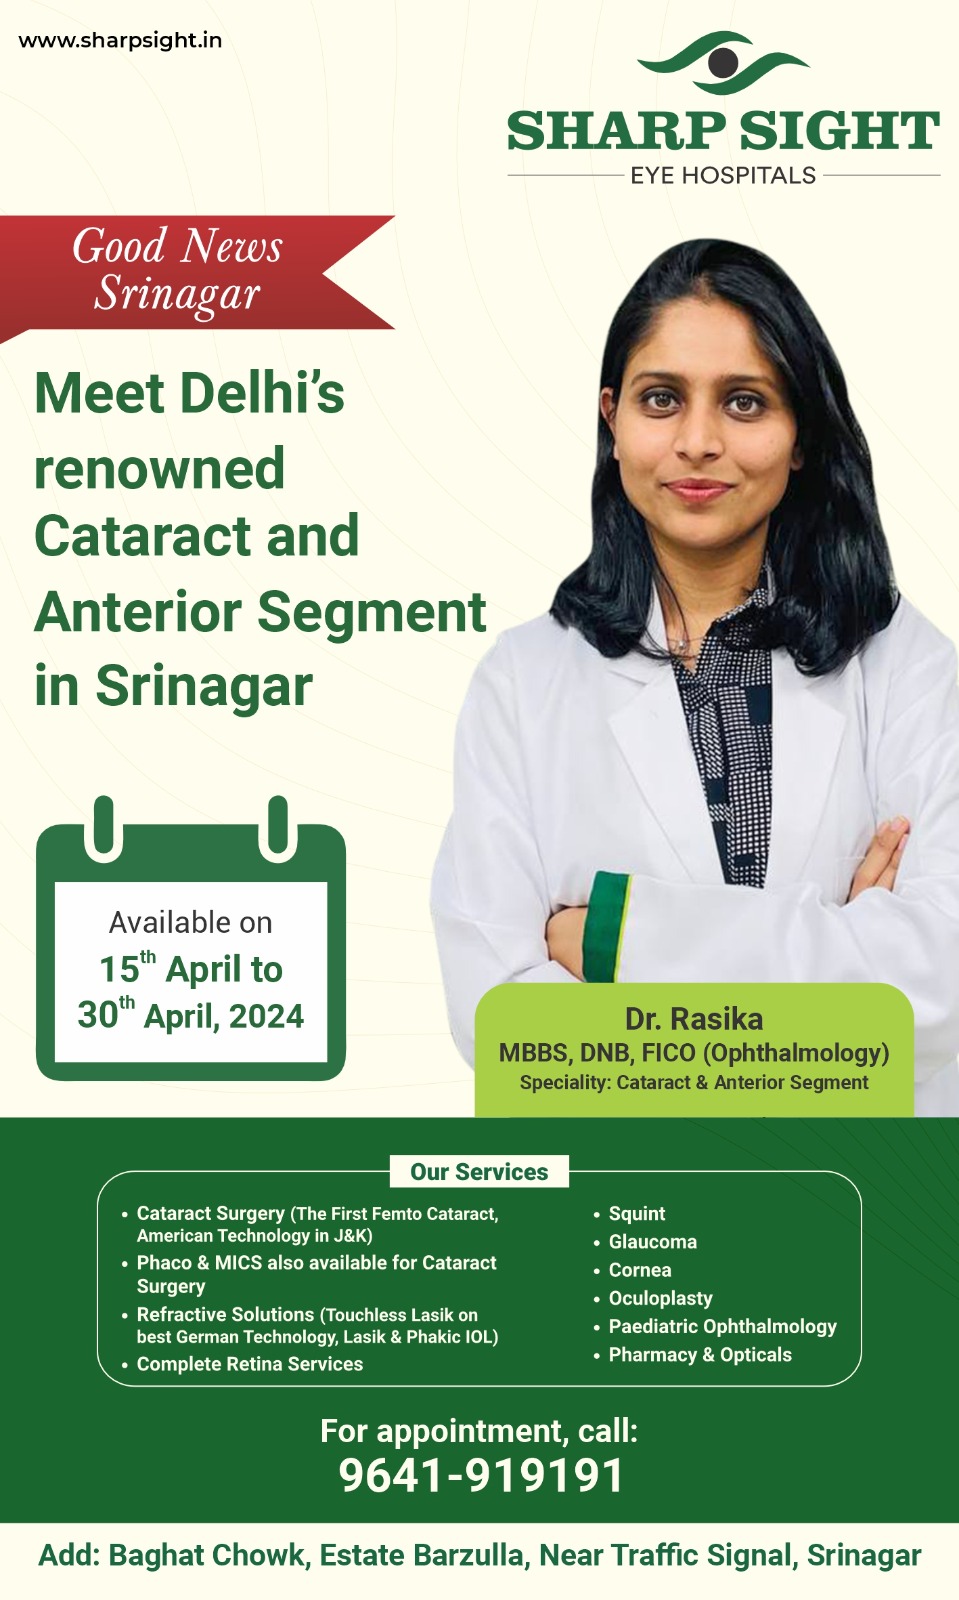 www.sharpsight.in
SHARP SIGHT
EYE HOSPITALS
Good News
Srinagar
Meet Delhi's
renowned
Cataract and
Anterior Segment
in Srinagar
Available on
15th April to
30th April, 2024
Dr. Rasika
MBBS, DNB, FICO (Ophthalmology)
Speciality: Cataract & Anterior Segment
Our Services
• Cataract Surgery (The First Femto Cataract,
American Technology in J&K)
• Phaco & MICS also available for Cataract
Surgery
• Refractive Solutions (Touchless Lasik on
best German Technology, Lasik & Phakic IOL)
• Complete Retina Services
• Squint
• Glaucoma
• Cornea
• Oculoplasty
• Paediatric Ophthalmology
• Pharmacy & Opticals
For appointment, call:
9641-919191
Add: Baghat Chowk, Estate Barzulla, Near Traffic Signal, Srinagar